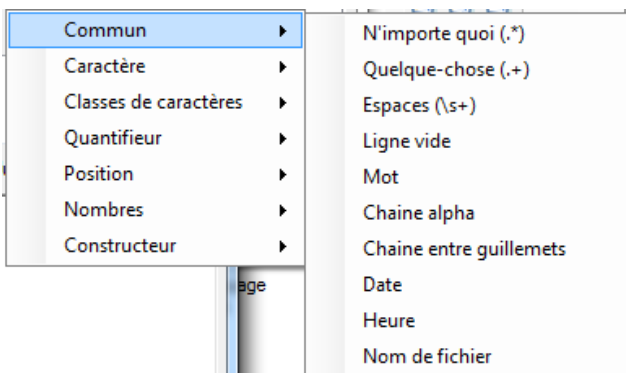 Commun
Caractère
Classes de caractères
Quantifieur
Position
Nombres
Constructeur
N'importe quoi (.*)
Quelque-chose (.+)
Espaces (\s+)
Ligne vide
Mot
Chaine alpha
Chaine entre guillemets
Date
Heure
Nom de fichier
age